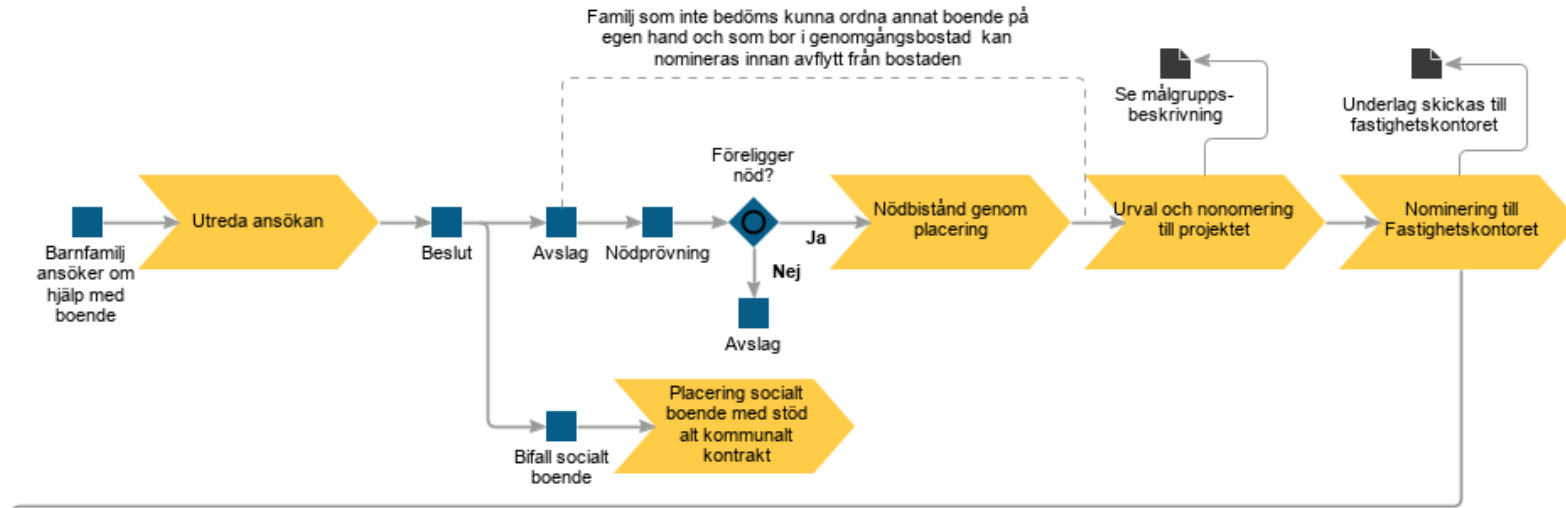 Familj som inte bedöms kunna ordna annat boende på
egen hand och som bor i genomgångsbostad kan
nomineras innan avflytt från bostaden
Se målgrupps-
beskrivning
Underlag skickas till
fastighetskontoret
Föreligger
nöd?
Utreda ansökan
Nödbistånd genom
placering
Urval och nonomering
till projektet
Nominering till
Fastighetskontoret
Barnfamilj
ansöker om
hjälp med
boende
Beslut
Avslag
Nödprövning
Ja
Nej
Avslag
Bifall socialt
boende
Placering socialt
boende med stöd
alt kommunalt
kontrakt